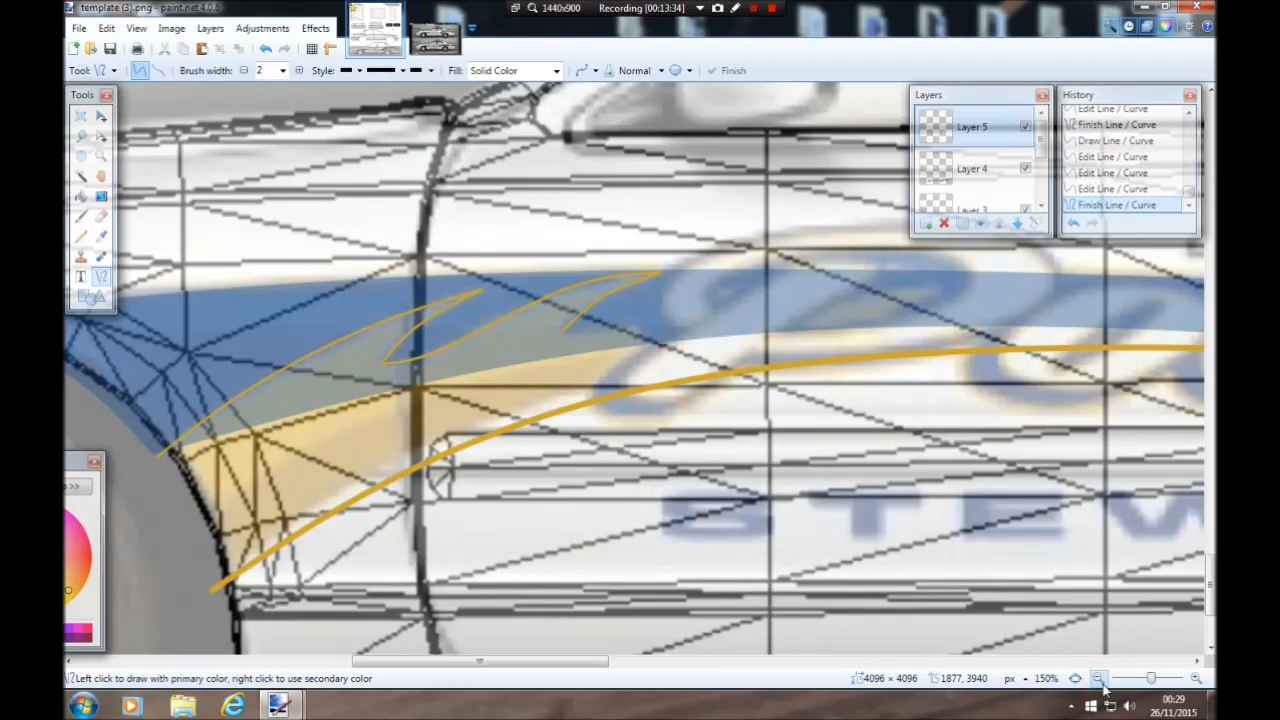 template (3).png - paint.net 4.0.6
1440x900
Recording [00:13:34]
File Edit View Image Layers Adjustments Effects
Tool: Brush width: 2 Style: Fill: Solid Color Normal Finish
Tools
Layers
History
Layer 5
Layer 4
Layer 3
Edit Line / Curve
Finish Line / Curve
Draw Line / Curve
Edit Line / Curve
Edit Line / Curve
Edit Line / Curve
Finish Line / Curve
>>
STEW
Left click to draw with primary color, right click to use secondary color
4096 × 4096 1877, 3940 px 150%
00:29
26/11/2015